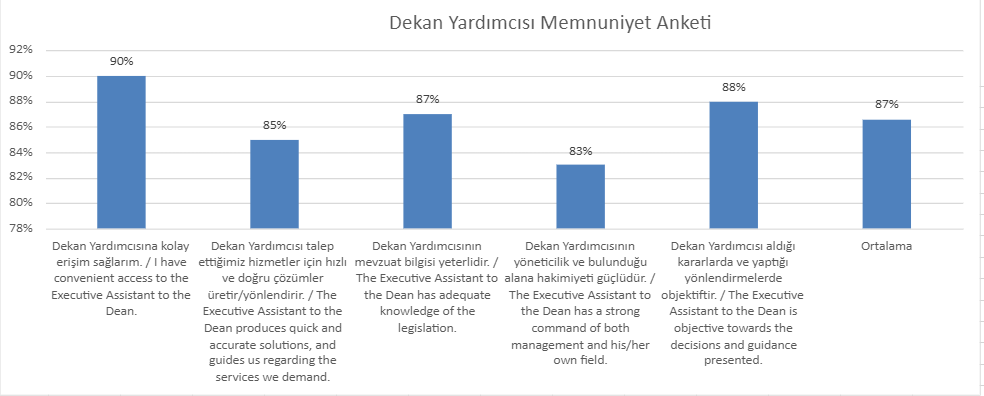 Dekan Yardımcısı Memnuniyet Anketi
92%
90%
88%
86%
84%
82%
80%
78%
90%
85%
87%
83%
88%
87%
Dekan Yardımcısına kolay
erişim sağlarım. / I have
convenient access to the
Executive Assistant to the
Dean.
Dekan Yardımcısı talep
ettiğimiz hizmetler için hızlı
ve doğru çözümler
üretir/yönlendirir. / The
Executive Assistant to the
Dean produces quick and
accurate solutions, and
guides us regarding the
services we demand.
Dekan Yardımcısının
mevzuat bilgisi yeterlidir. /
The Executive Assistant to
the Dean has adequate
knowledge of the
legislation.
Dekan Yardımcısının
yöneticilik ve bulunduğu
alana hakimiyeti güçlüdür. /
The Executive Assistant to
the Dean has a strong
command of both
management and his/her
own field.
Dekan Yardımcısı aldığı
kararlarda ve yaptığı
yönlendirmelerde
objektiftir. / The Executive
Assistant to the Dean is
objective towards the
decisions and guidance
presented.
Ortalama